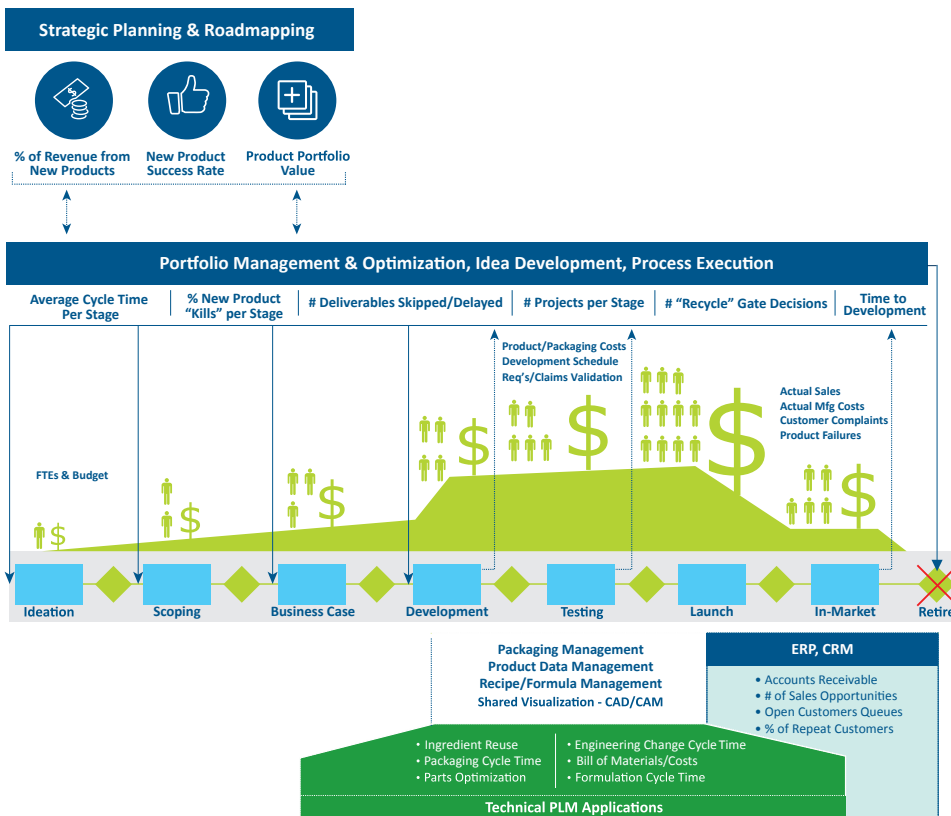 Strategic Planning & Roadmapping
% of Revenue from
New Products
New Product
Success Rate
Product Portfolio
Value
Portfolio Management & Optimization, Idea Development, Process Execution
Average Cycle Time
Per Stage
% New Product
“Kills” per Stage
# Deliverables Skipped/Delayed
# Projects per Stage
# “Recycle” Gate Decisions
Time to
Development
Product/Packaging Costs
Development Schedule
Req's/Claims Validation
Actual Sales
Actual Mfg Costs
Customer Complaints
Product Failures
FTEs & Budget
$
$
$
$
$
$
$
Ideation
Scoping
Business Case
Development
Testing
Launch
In-Market
Retire
Packaging Management
Product Data Management
Recipe/Formula Management
Shared Visualization - CAD/CAM
ERP, CRM
• Accounts Receivable
• # of Sales Opportunities
• Open Customers Queues
• % of Repeat Customers
• Ingredient Reuse
• Packaging Cycle Time
• Parts Optimization
• Engineering Change Cycle Time
• Bill of Materials/Costs
• Formulation Cycle Time
Technical PLM Applications